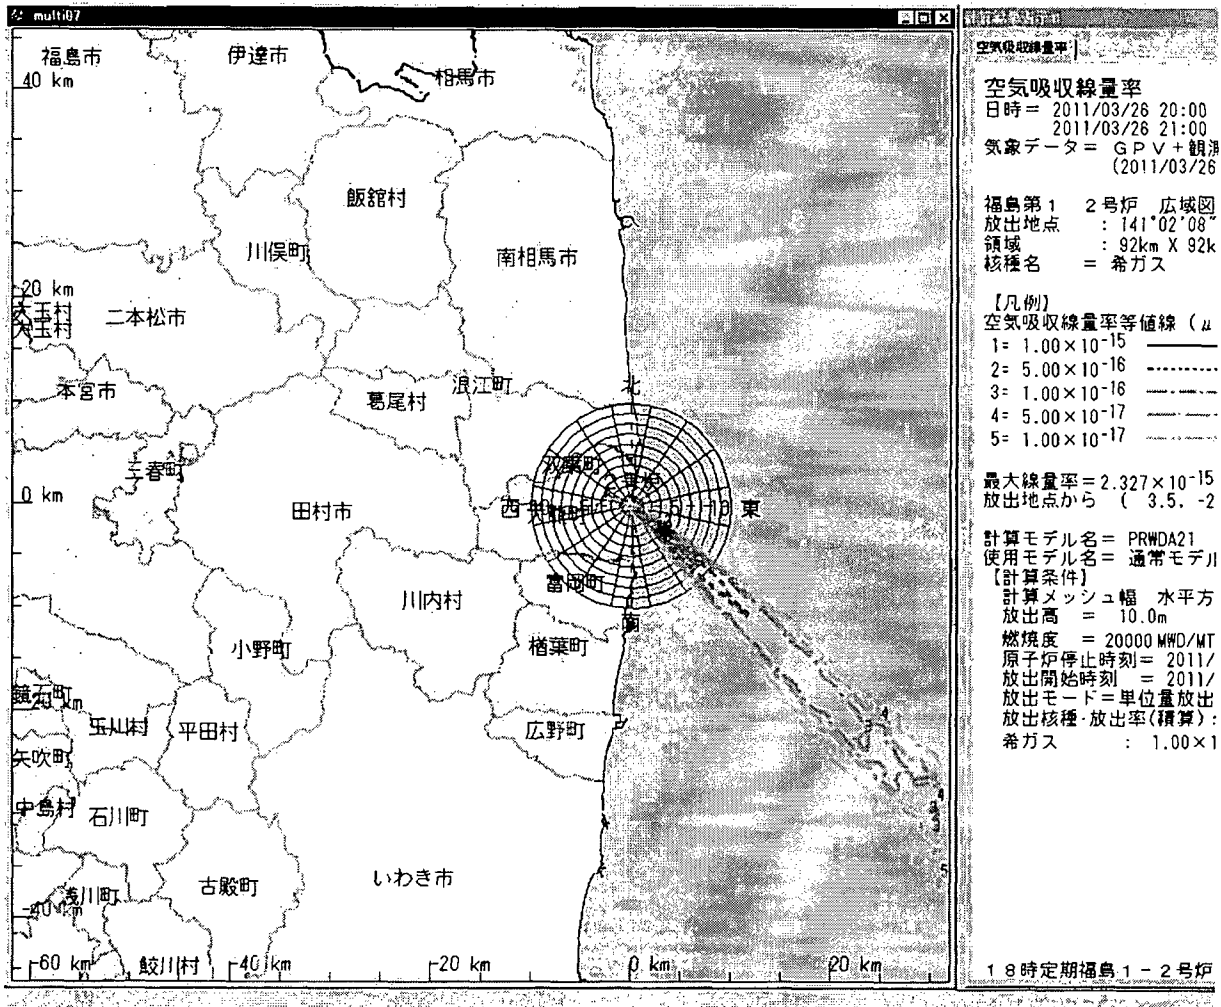 multi07
福島市
伊達市
相馬市
40 km
飯舘村
川俣町
南相馬市
20 km
大玉村
大玉村
二本松市
本宮市
浪江町
北
葛尾村
三春町
双葉町
0 km
田村市
西
10
東
富岡町
川内村
南
小野町
楢葉町
鏡石町
玉川村
平田村
広野町
矢吹町
中島村
石川町
いわき市
古殿町
浅川町
-40 km
鮫川村
-60 km
-40 km
-20 km
0 km
20 km
空気吸収線量率
空気吸収線量率
日時= 2011/03/26 20:00
2011/03/26 21:00
気象データ= GPV+観測
(2011/03/26
福島第1 2号炉 広域図
放出地点 : 141°02'08"
領域 : 92km X 92k
核種名 = 希ガス
【凡例】
空気吸収線量率等値線 (μ
1= 1.00×10-15
2= 5.00×10-16
3= 1.00×10-16
4= 5.00×10-17
5= 1.00×10-17
最大線量率=2.327×10-15
放出地点から ( 3.5, -2
計算モデル名= PRWDA21
使用モデル名= 通常モデル
【計算条件】
計算メッシュ幅 水平方
放出高 = 10.0m
燃焼度 = 20000MWD/MT
原子炉停止時刻= 2011/
放出開始時刻 = 2011/
放出モード=単位量放出
放出核種・放出率(積算):
希ガス : 1.00×1
18時定期福島1-2号炉